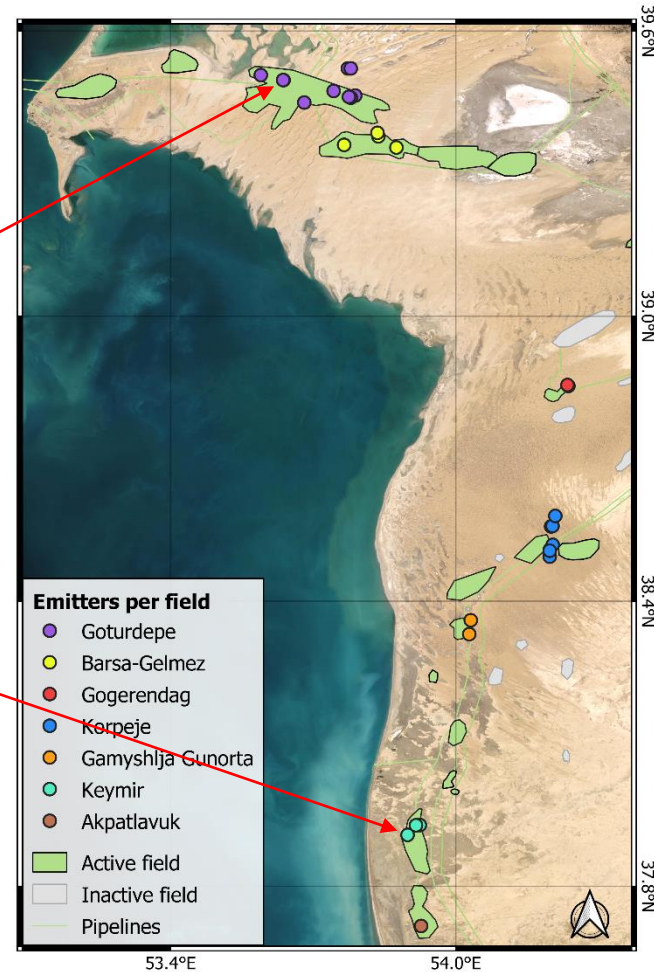 39.6°N
39.0°N
38.4°N
37.8°N
Emitters per field
Goturdepe
Barsa-Gelmez
Gogerendag
Korpeje
Gamyshlja Gunorta
Keymir
Akpatlavuk
Active field
Inactive field
Pipelines
53.4°E
54.0°E